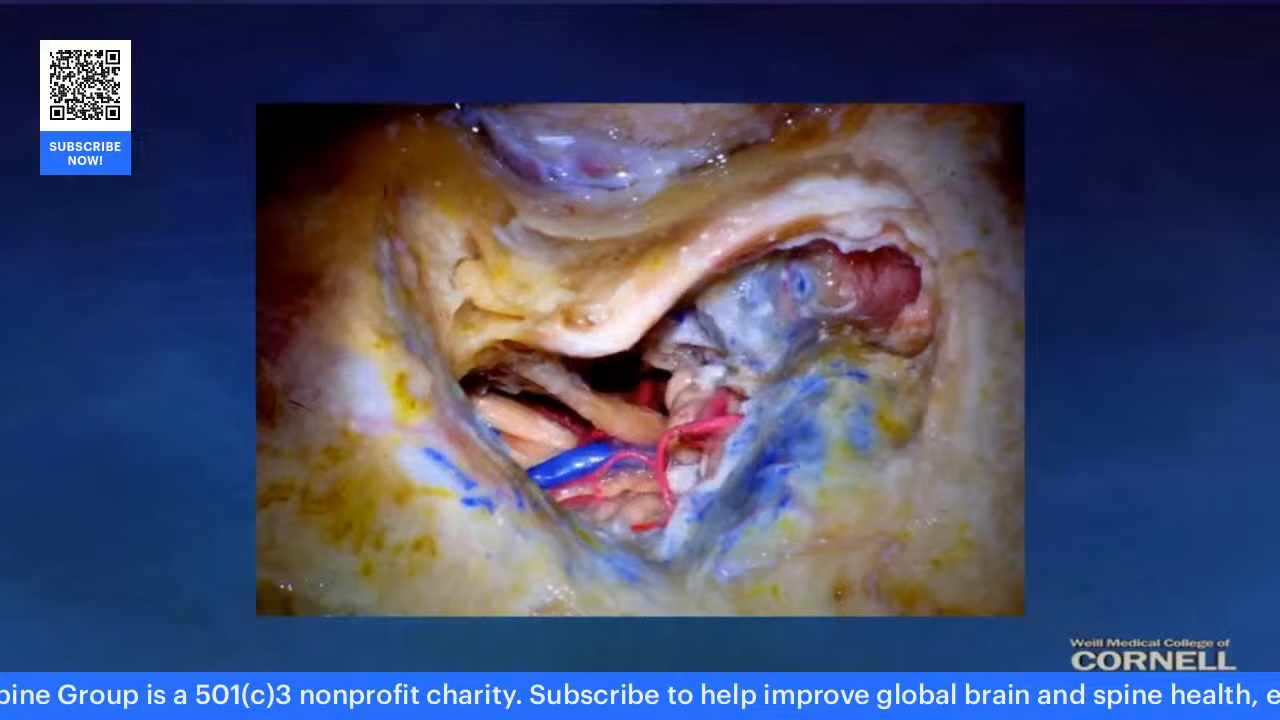 SUBSCRIBE
NOW!
Weill Medical College of
CORNELL
Group is a 501(c)3 nonprofit charity. Subscribe to help improve global brain and spine health,